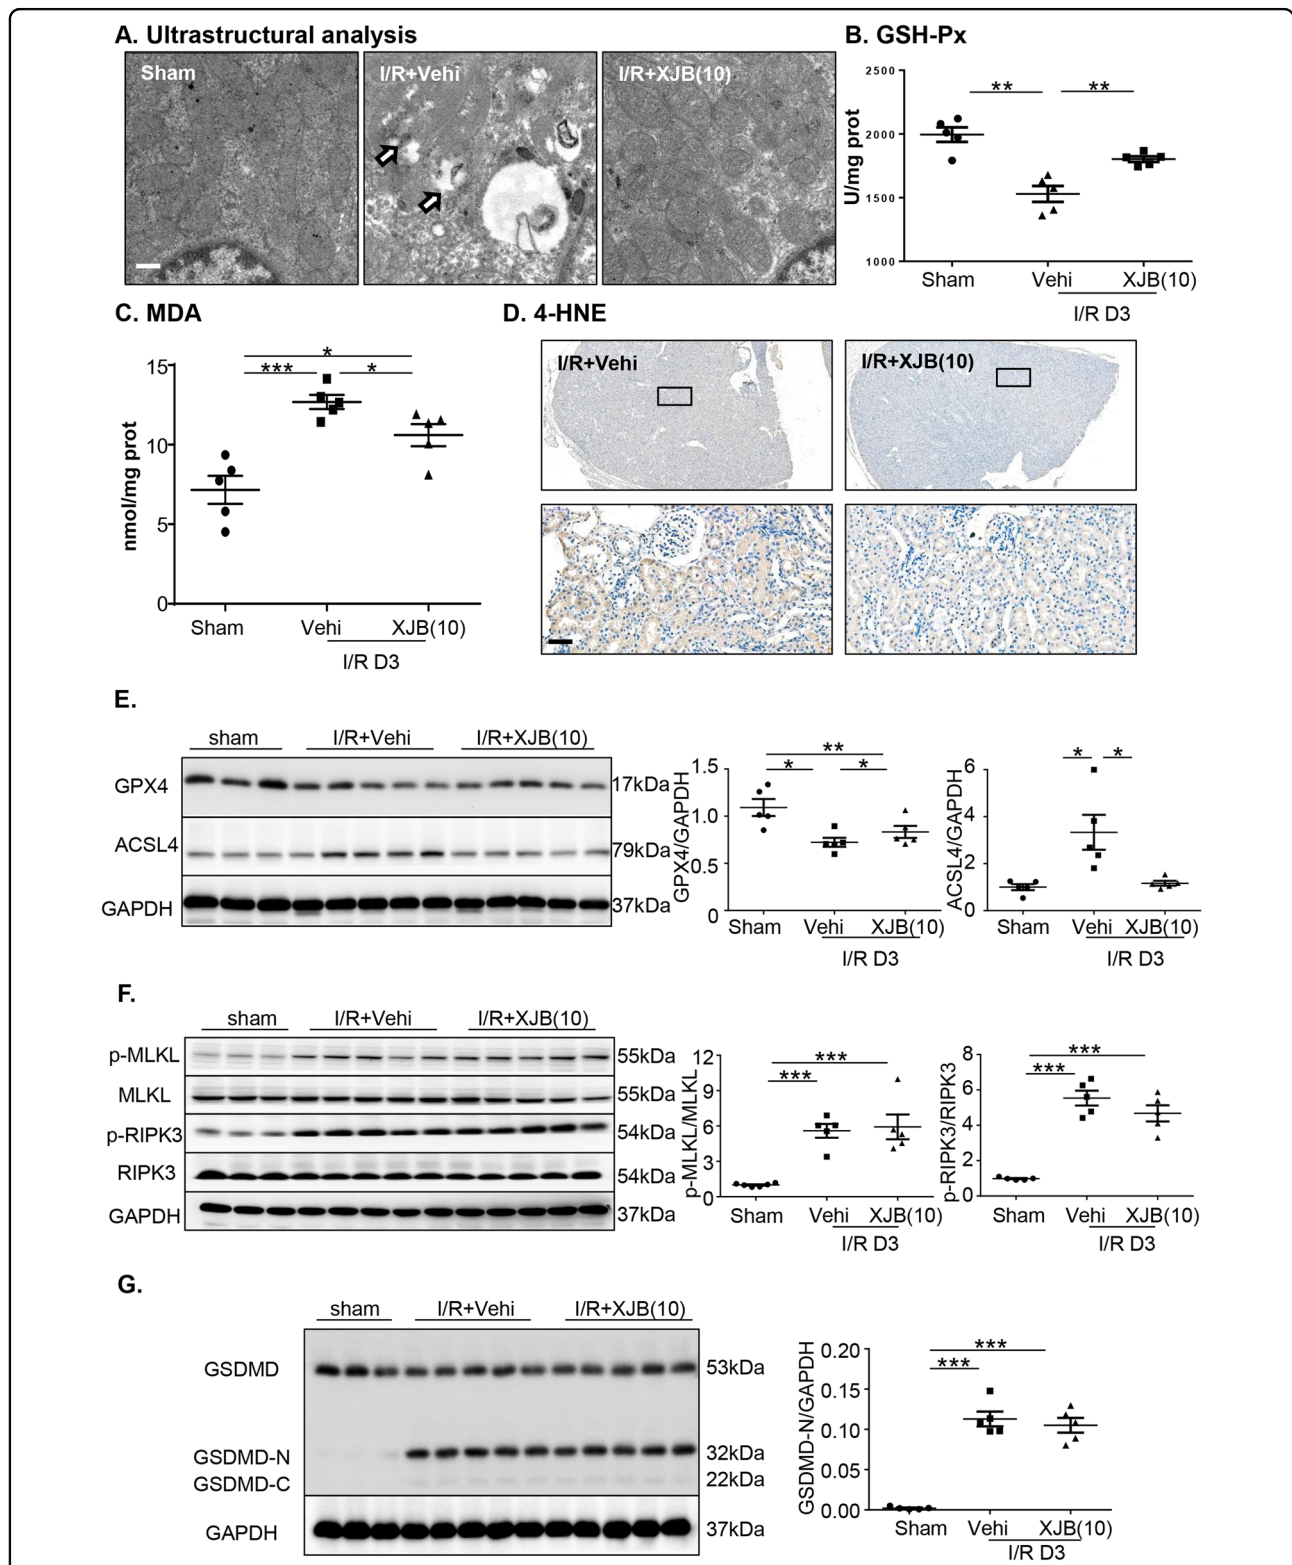 A. Ultrastructural analysis
Sham
I/R+Vehi
I/R+XJB(10)
B. GSH-Px
U/mg prot
2500
2000
1500
1000
**
**
Sham
Vehi
XJB(10)
I/R D3
C. MDA
nmol/mg prot
15
10
5
0
*
***
*
Sham
Vehi
XJB(10)
I/R D3
D. 4-HNE
I/R+Vehi
I/R+XJB(10)
E.
sham
I/R+Vehi
I/R+XJB(10)
GPX4
17kDa
ACSL4
79kDa
GAPDH
37kDa
GPX4/GAPDH
1.5
1.0
0.5
0
**
*
*
Sham
Vehi
XJB(10)
I/R D3
ACSL4/GAPDH
6
4
2
0
*
*
Sham
Vehi
XJB(10)
I/R D3
F.
sham
I/R+Vehi
I/R+XJB(10)
p-MLKL
55kDa
MLKL
55kDa
p-RIPK3
54kDa
RIPK3
54kDa
GAPDH
37kDa
p-MLKL/MLKL
12
9
6
3
0
***
***
Sham
Vehi
XJB(10)
I/R D3
p-RIPK3/RIPK3
8
6
4
2
0
***
***
Sham
Vehi
XJB(10)
I/R D3
G.
sham
I/R+Vehi
I/R+XJB(10)
GSDMD
53kDa
GSDMD-N
32kDa
GSDMD-C
22kDa
GAPDH
37kDa
GSDMD-N/GAPDH
0.20
0.15
0.10
0.05
0.00
***
***
Sham
Vehi
XJB(10)
I/R D3